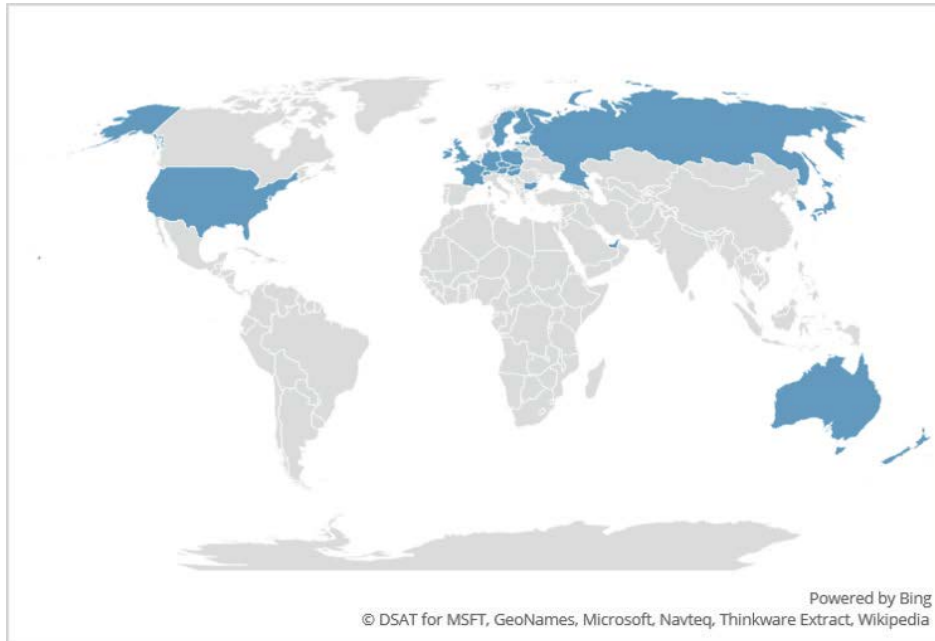 Powered by Bing
© DSAT for MSFT, GeoNames, Microsoft, Navteq, Thinkware Extract, Wikipedia